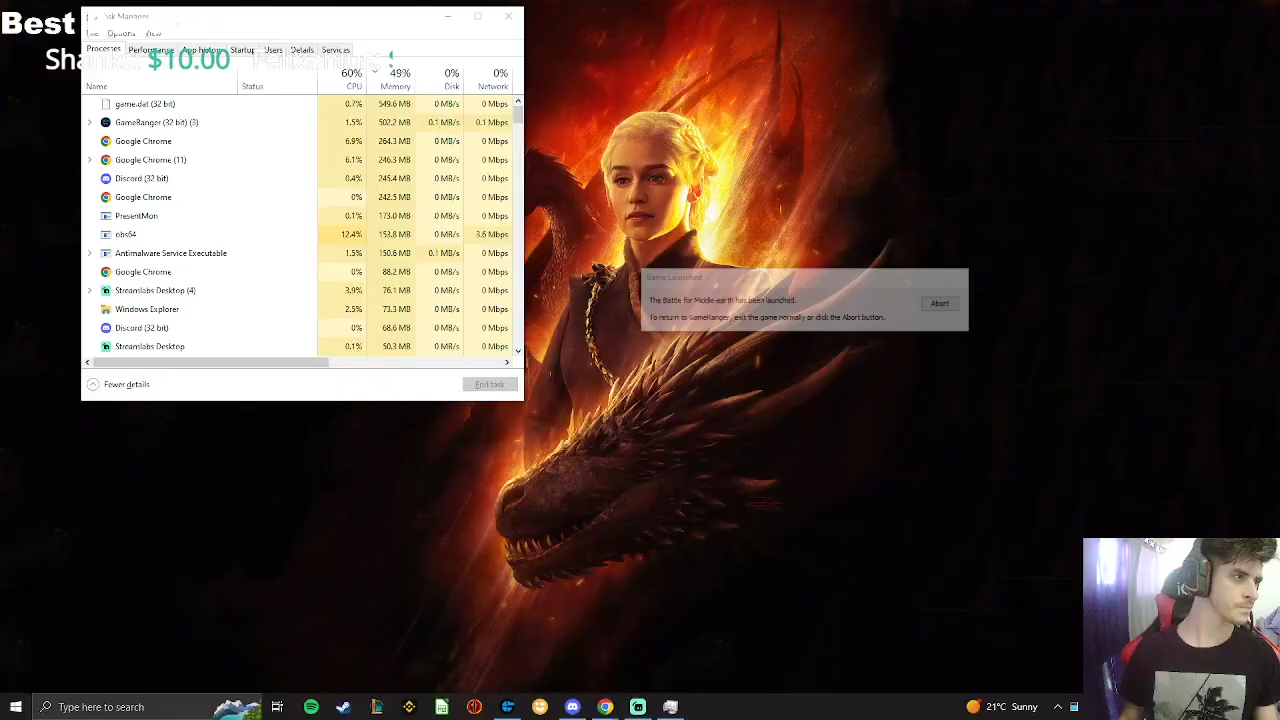 Best
Task Manager
File Options View
Processes Performance App history Startup Users Details Services
Shanks: $10.00
60% 49% 0% 0%
Name Status CPU Memory Disk Network
game.dat (32 bit) 0.7% 549.6 MB 0 MB/s 0 Mbps
GameRanger (32 bit) (3) 1.5% 502.2 MB 0.1 MB/s 0.1 Mbps
Google Chrome 6.9% 264.3 MB 0 MB/s 0 Mbps
Google Chrome (11) 6.1% 246.3 MB 0 MB/s 0 Mbps
Discord (32 bit) 0.4% 245.4 MB 0 MB/s 0 Mbps
Google Chrome 0% 242.5 MB 0 MB/s 0 Mbps
PresentMon 0.1% 173.0 MB 0 MB/s 0 Mbps
obs64 12.4% 153.8 MB 0 MB/s 3.6 Mbps
Antimalware Service Executable 1.5% 150.6 MB 0.1 MB/s 0 Mbps
Google Chrome 0% 88.2 MB 0 MB/s 0 Mbps
Streamlabs Desktop (4) 3.9% 76.1 MB 0 MB/s 0 Mbps
Windows Explorer 2.5% 73.3 MB 0 MB/s 0 Mbps
Discord (32 bit) 0% 68.6 MB 0 MB/s 0 Mbps
Streamlabs Desktop 0.1% 50.3 MB 0 MB/s 0 Mbps
Fewer details End task
Game Launched
The Battle for Middle-earth has been launched.
Abort
To return to GameRanger, exit the game normally or click the Abort button.
Type here to search
21°C Sunny